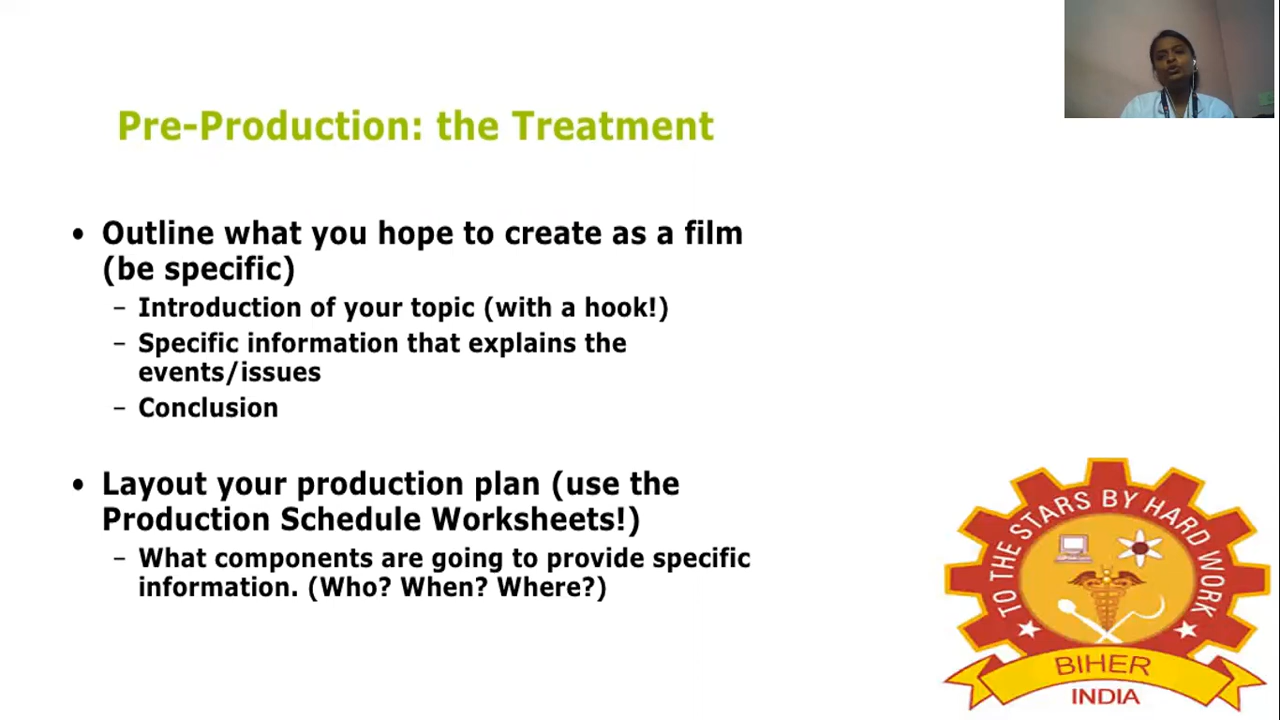 Pre-Production: the Treatment
• Outline what you hope to create as a film
(be specific)
– Introduction of your topic (with a hook!)
– Specific information that explains the
events/issues
– Conclusion
• Layout your production plan (use the
Production Schedule Worksheets!)
– What components are going to provide specific
information. (Who? When? Where?)
TO THE STARS BY HARD WORK
BIHER
INDIA